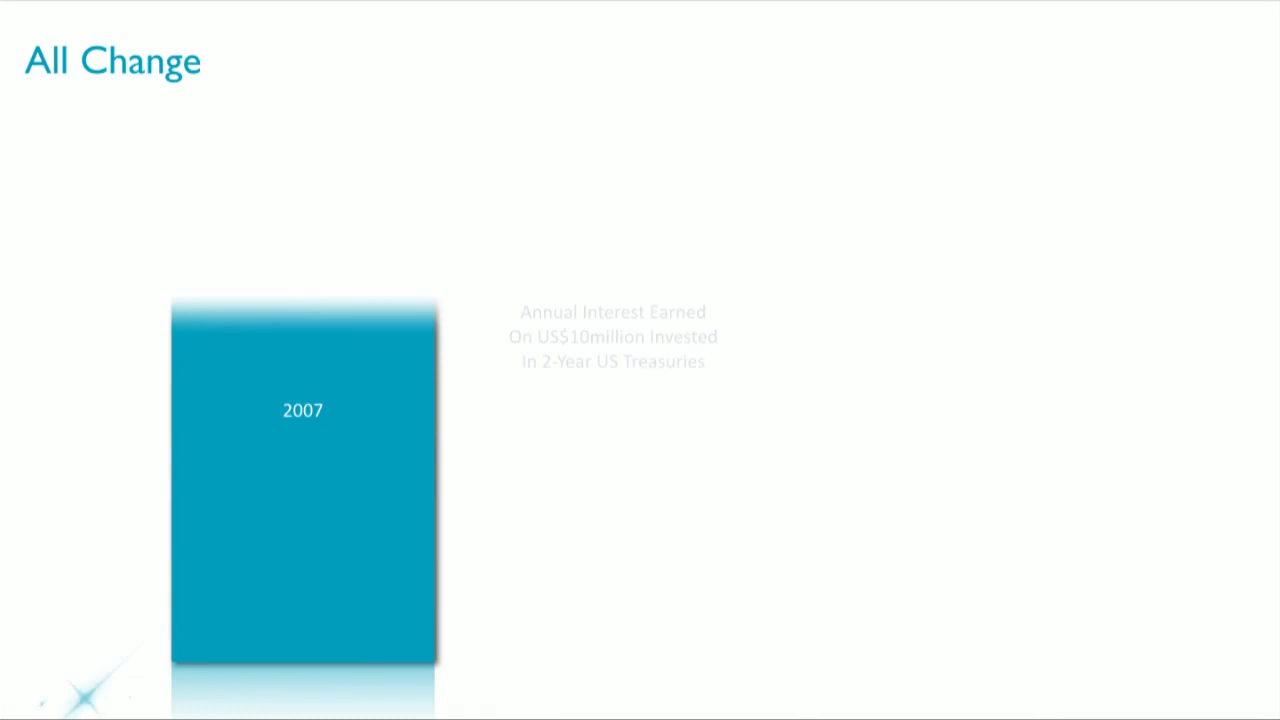 All Change
Annual Interest Earned
On US$10million Invested
In 2-Year US Treasuries
2007